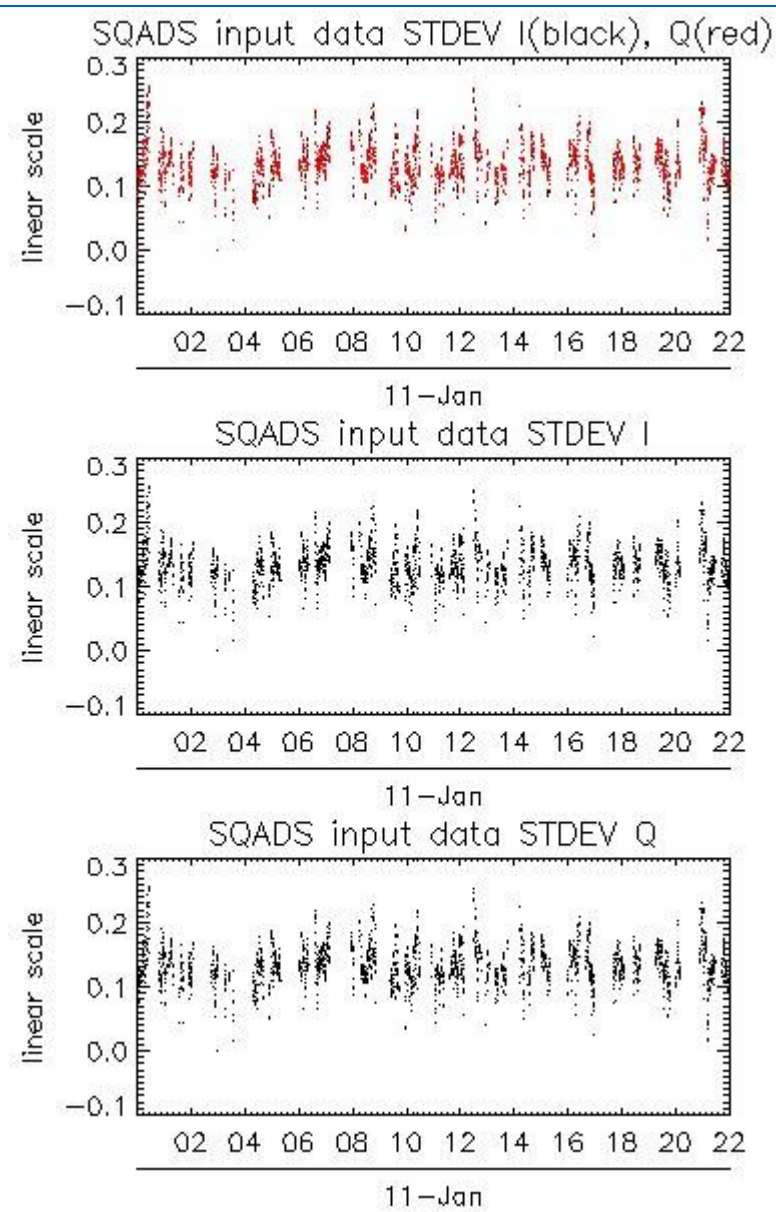 SQADS input data STDEV I(black), Q(red)
0.3
0.2
0.1
0.0
−0.1
linear scale
02 04 06 08 10 12 14 16 18 20 22
11−Jan
SQADS input data STDEV I
0.3
0.2
0.1
0.0
−0.1
linear scale
02 04 06 08 10 12 14 16 18 20 22
11−Jan
SQADS input data STDEV Q
0.3
0.2
0.1
0.0
−0.1
linear scale
02 04 06 08 10 12 14 16 18 20 22
11−Jan